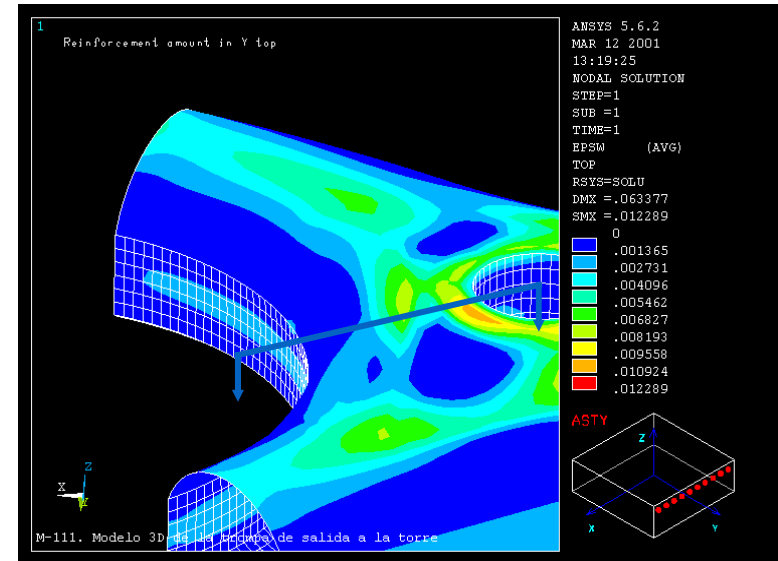 1
Reinforcement amount in Y top
ANSYS 5.6.2
MAR 12 2001
13:19:25
NODAL SOLUTION
STEP=1
SUB =1
TIME=1
EPSW (AVG)
TOP
RSYS=SOLU
DMX =.063377
SMX =.012289
0
.001365
.002731
.004096
.005462
.006827
.008193
.009558
.010924
.012289
ASTY
Z
X
Y
Z
X
Y
M-111. Modelo 3D de la trompa de salida a la torre